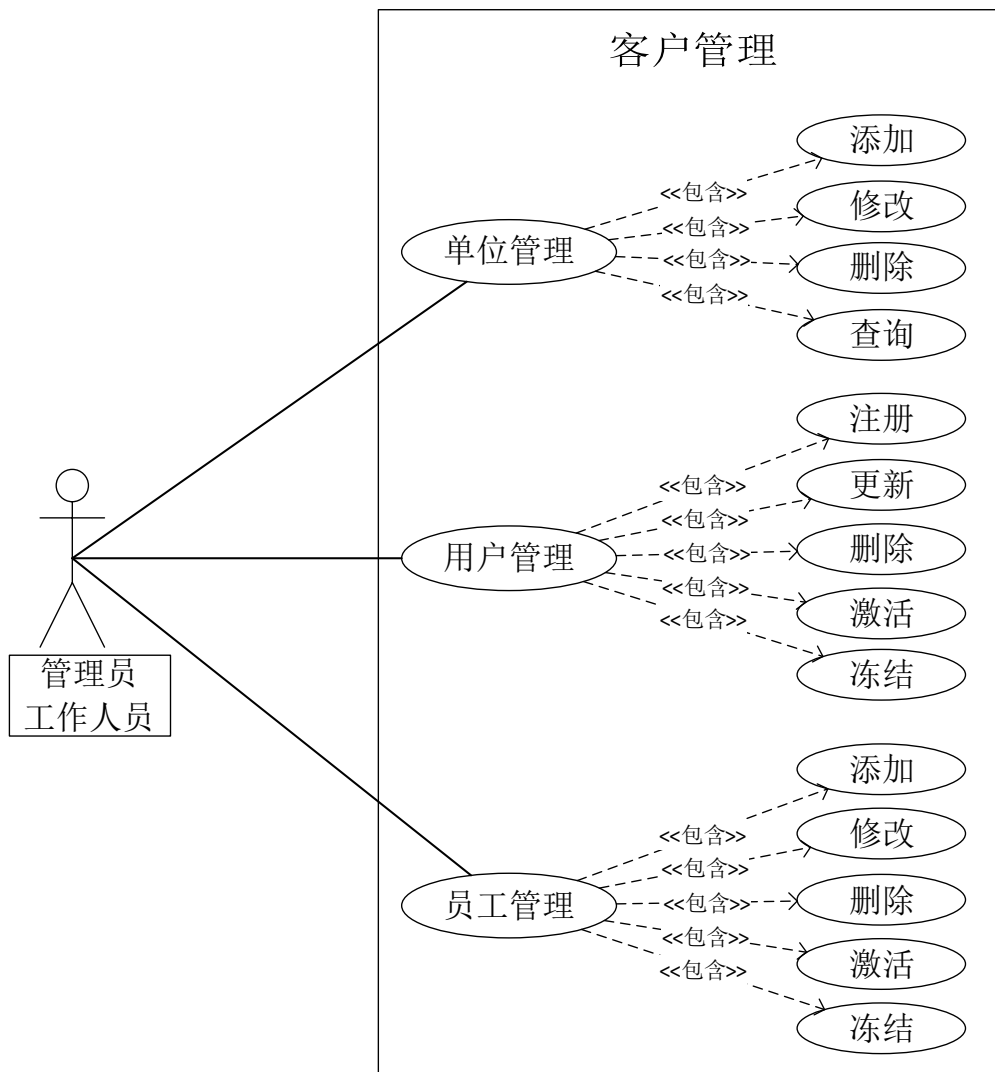 客户管理
添加
<<包含>>
修改
<<包含>>
单位管理
<<包含>>
删除
<<包含>>
查询
注册
<<包含>>
更新
<<包含>>
用户管理
<<包含>>
删除
<<包含>>
激活
<<包含>>
冻结
管理员
工作人员
添加
<<包含>>
修改
<<包含>>
员工管理
<<包含>>
删除
<<包含>>
激活
<<包含>>
冻结